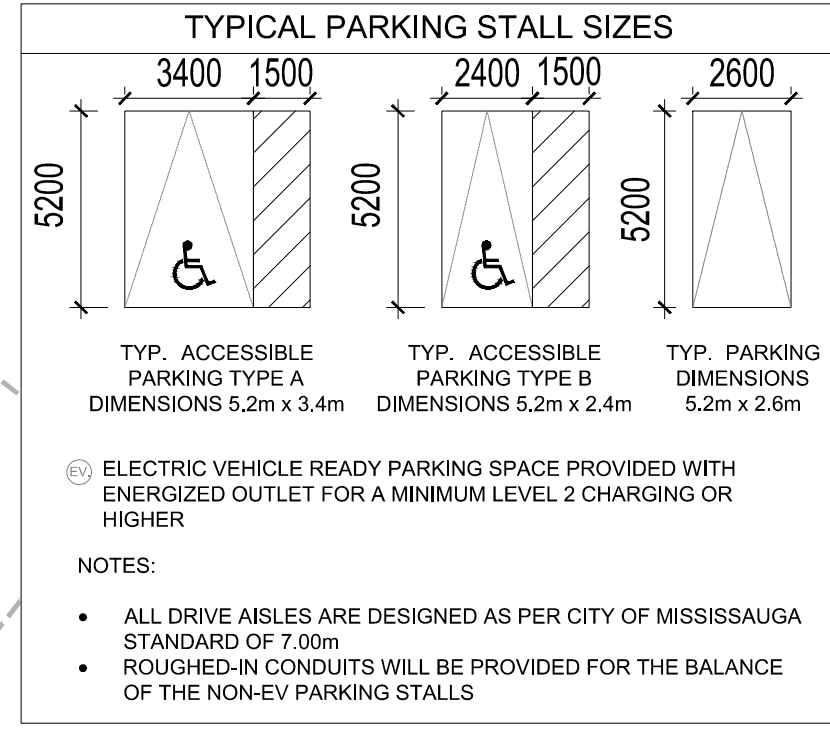 TYPICAL PARKING STALL SIZES
3400 1500
2400 1500
2600
5200
5200
5200
TYP. ACCESSIBLE
PARKING TYPE A
DIMENSIONS 5.2m x 3.4m
TYP. ACCESSIBLE
PARKING TYPE B
DIMENSIONS 5.2m x 2.4m
TYP. PARKING
DIMENSIONS
5.2m x 2.6m
EV. ELECTRIC VEHICLE READY PARKING SPACE PROVIDED WITH
ENERGIZED OUTLET FOR A MINIMUM LEVEL 2 CHARGING OR
HIGHER
NOTES:
• ALL DRIVE AISLES ARE DESIGNED AS PER CITY OF MISSISSAUGA
STANDARD OF 7.00m
• ROUGHED-IN CONDUITS WILL BE PROVIDED FOR THE BALANCE
OF THE NON-EV PARKING STALLS